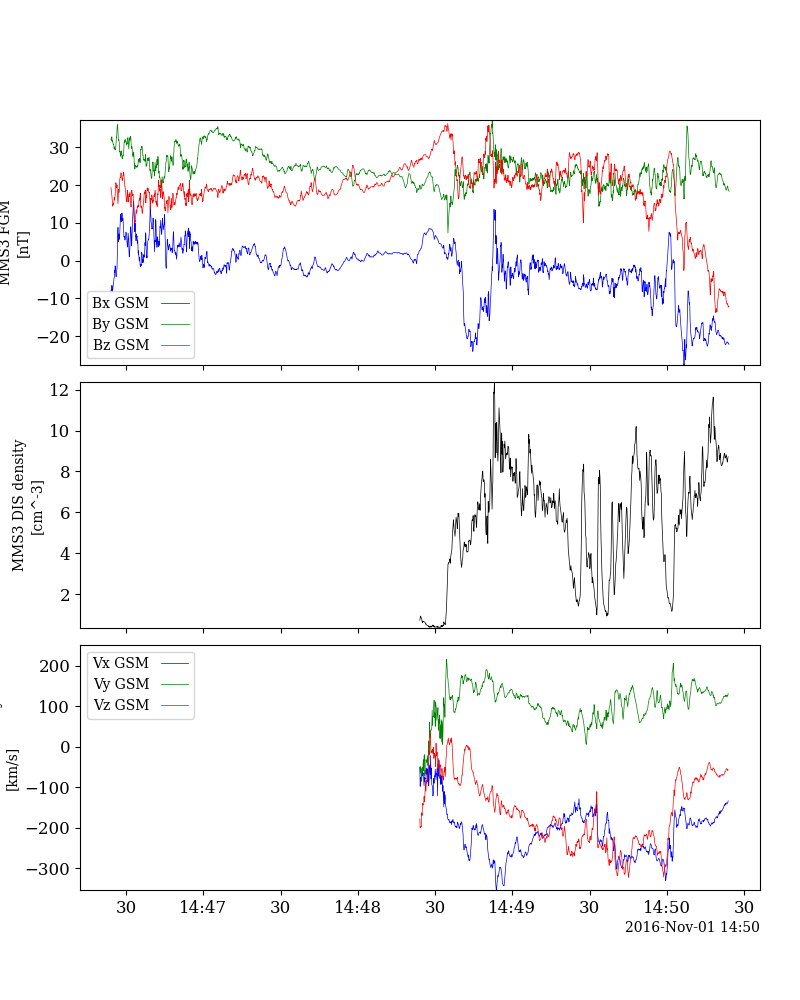 MMS3 FGM
[nT]
30
20
10
0
−10
−20
Bx GSM
By GSM
Bz GSM
MMS3 DIS density
[cm^-3]
12
10
8
6
4
2
[km/s]
200
100
0
−100
−200
−300
Vx GSM
Vy GSM
Vz GSM
30 14:47 30 14:48 30 14:49 30 14:50 30
2016-Nov-01 14:50